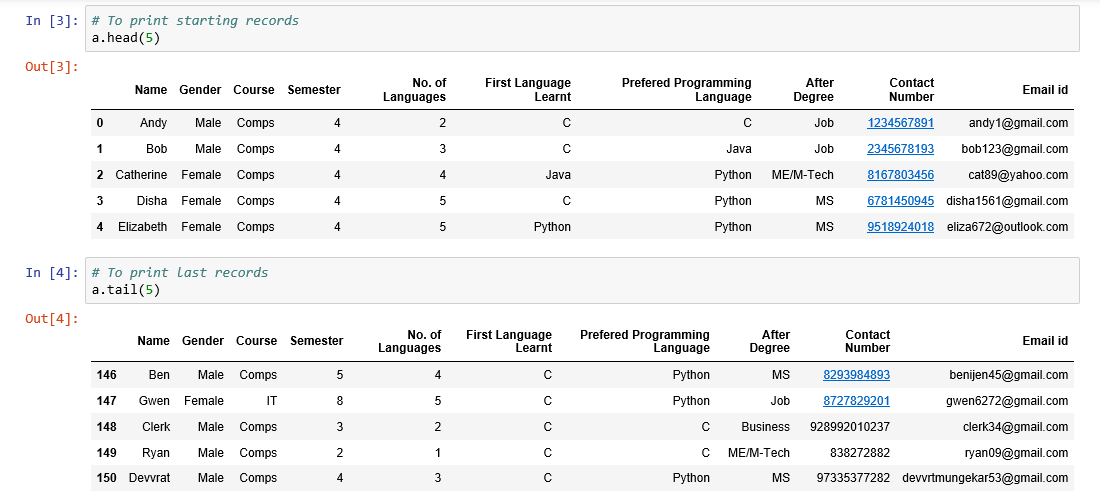 In [3]: # To print starting records
a.head(5)
Out[3]:
Name Gender Course Semester No. of Languages First Language Learnt Prefered Programming Language After Degree Contact Number Email id
0 Andy Male Comps 4 2 C C Job 1234567891 andy1@gmail.com
1 Bob Male Comps 4 3 C Java Job 2345678193 bob123@gmail.com
2 Catherine Female Comps 4 4 Java Python ME/M-Tech 8167803456 cat89@yahoo.com
3 Disha Female Comps 4 5 C Python MS 6781450945 disha1561@gmail.com
4 Elizabeth Female Comps 4 5 Python Python MS 9518924018 eliza672@outlook.com
In [4]: # To print last records
a.tail(5)
Out[4]:
Name Gender Course Semester No. of Languages First Language Learnt Prefered Programming Language After Degree Contact Number Email id
146 Ben Male Comps 5 4 C Python MS 8293984893 benijen45@gmail.com
147 Gwen Female IT 8 5 C Python Job 8727829201 gwen6272@gmail.com
148 Clerk Male Comps 3 2 C C Business 928992010237 clerk34@gmail.com
149 Ryan Male Comps 2 1 C C ME/M-Tech 838272882 ryan09@gmail.com
150 Devvrat Male Comps 4 3 C Python MS 97335377282 devvrtmungekar53@gmail.com